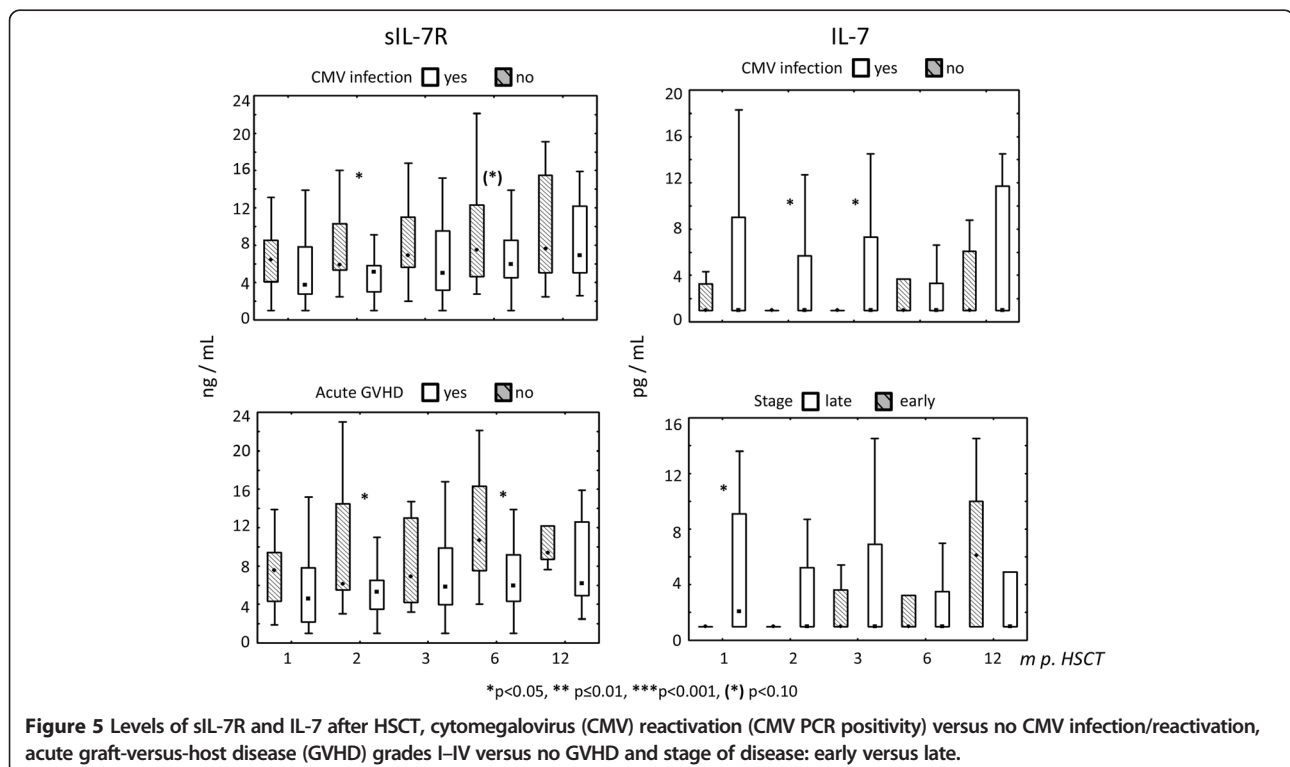 sIL-7R
IL-7
CMV infection yes no
CMV infection yes no
24
20
16
12
8
4
0
20
16
12
8
4
0
*
(*)
*
*
ng / mL
pg / mL
Acute GVHD yes no
Stage late early
24
20
16
12
8
4
0
16
12
8
4
0
*
*
*
1 2 3 6 12
1 2 3 6 12 m p. HSCT
*p<0.05, ** p≤0.01, ***p<0.001, (*) p<0.10
Figure 5 Levels of sIL-7R and IL-7 after HSCT, cytomegalovirus (CMV) reactivation (CMV PCR positivity) versus no CMV infection/reactivation,
acute graft-versus-host disease (GVHD) grades I–IV versus no GVHD and stage of disease: early versus late.